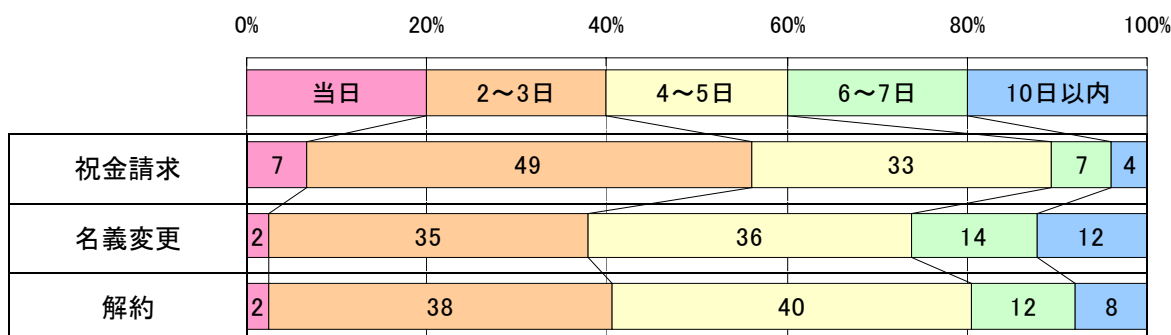 0% 20% 40% 60% 80% 100%
当日 2～3日 4～5日 6～7日 10日以内
祝金請求 7 49 33 7 4
名義変更 2 35 36 14 12
解約 2 38 40 12 8